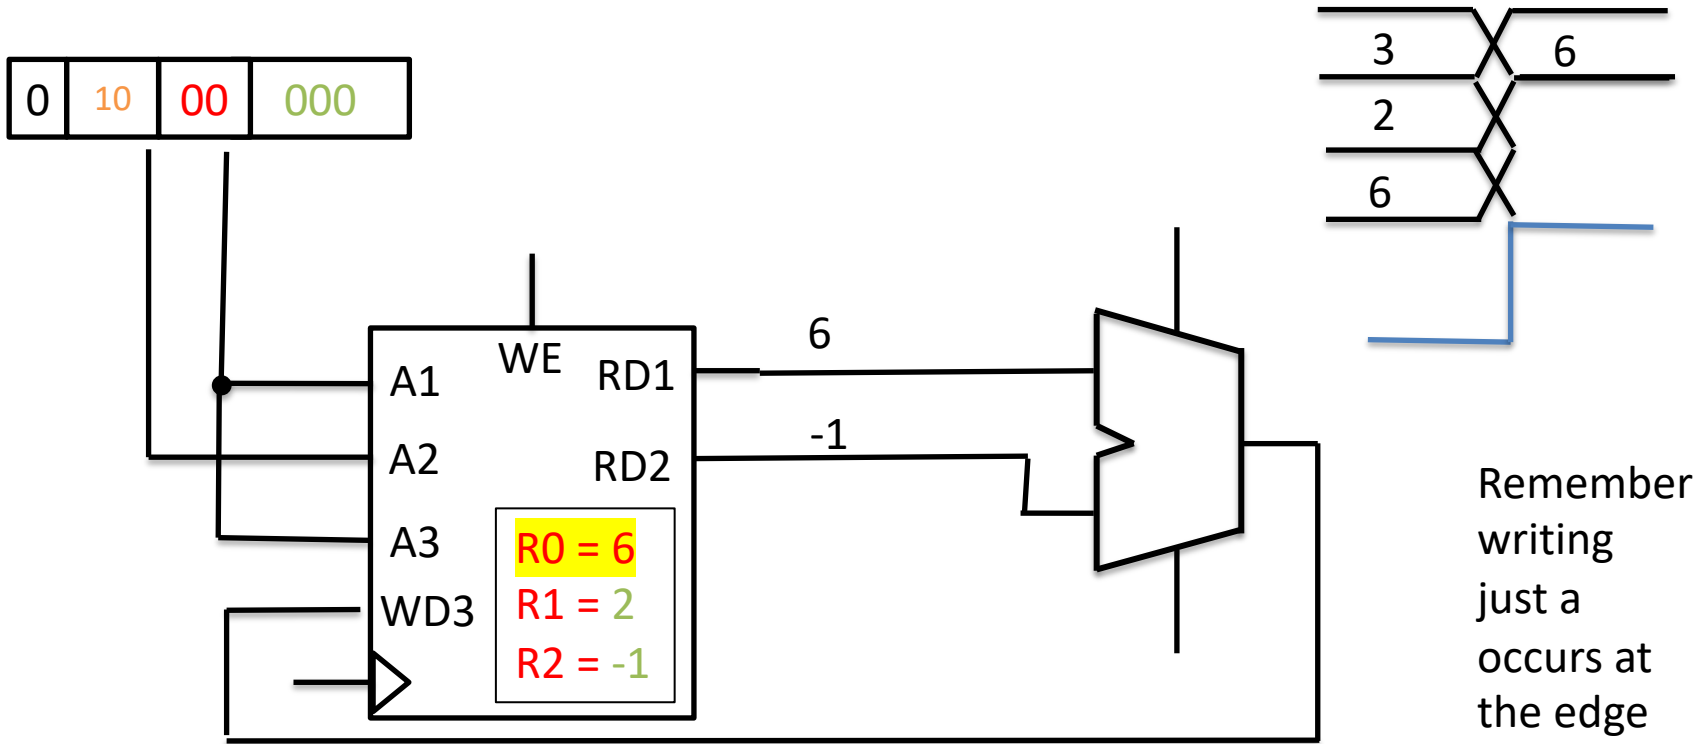 0 10 00 000
3 6
2
6
WE
A1
A2
A3
WD3
RD1
RD2
R0 = 6
R1 = 2
R2 = -1
6
-1
Remember
writing
just a
occurs at
the edge